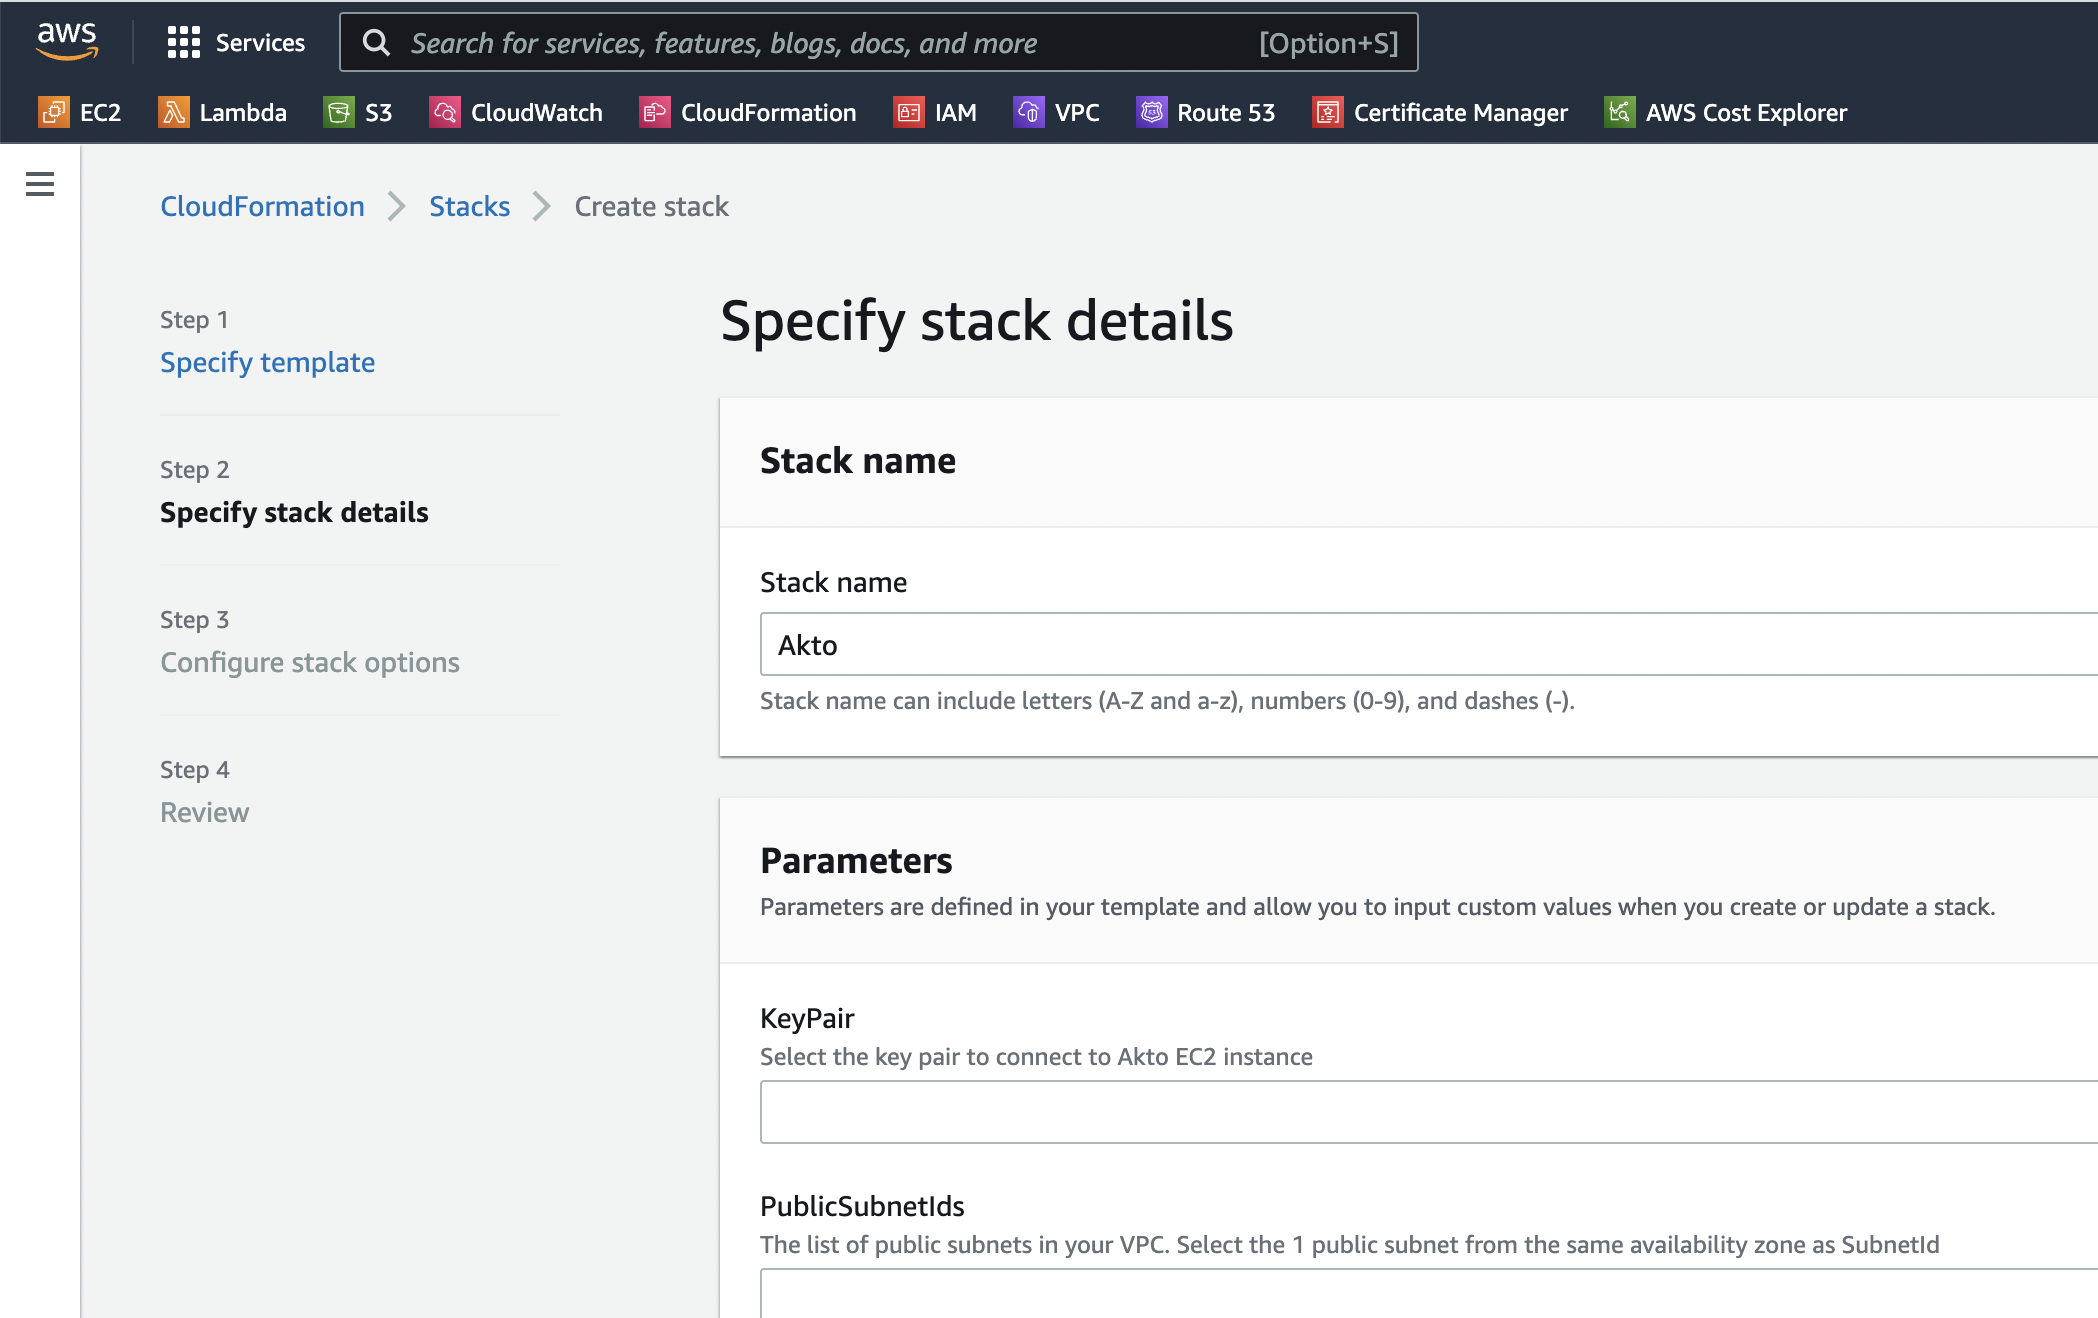 aws
Services
Search for services, features, blogs, docs, and more [Option+S]
EC2 Lambda S3 CloudWatch CloudFormation IAM VPC Route 53 Certificate Manager AWS Cost Explorer
CloudFormation Stacks Create stack
Step 1
Specify template
Step 2
Specify stack details
Step 3
Configure stack options
Step 4
Review
Specify stack details
Stack name
Stack name
Akto
Stack name can include letters (A-Z and a-z), numbers (0-9), and dashes (-).
Parameters
Parameters are defined in your template and allow you to input custom values when you create or update a stack.
KeyPair
Select the key pair to connect to Akto EC2 instance
PublicSubnetIds
The list of public subnets in your VPC. Select the 1 public subnet from the same availability zone as SubnetId